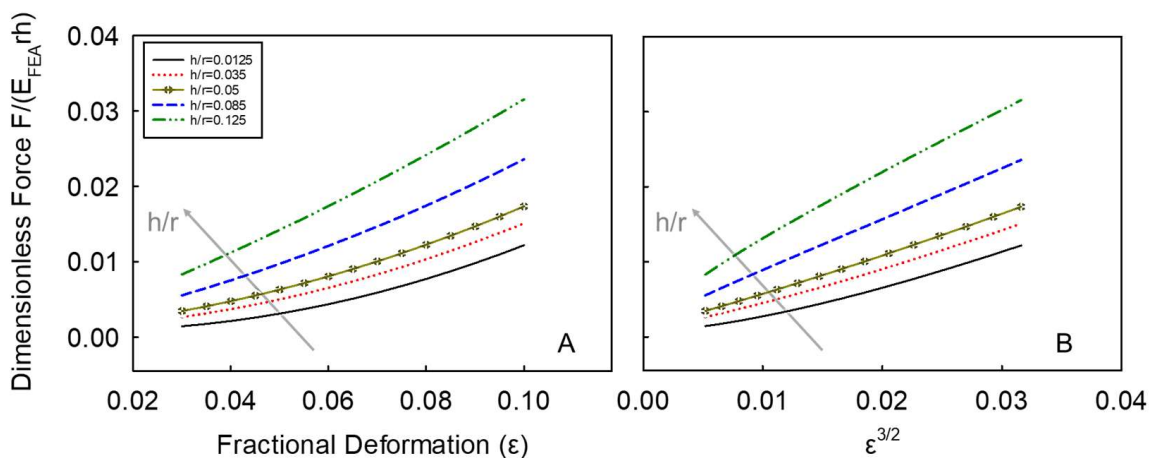 Dimensionless Force F/(E_FEA rh)
0.04
0.03
0.02
0.01
0.00
h/r=0.0125
h/r=0.035
h/r=0.05
h/r=0.085
h/r=0.125
h/r
A
0.02 0.04 0.06 0.08 0.10
Fractional Deformation (ε)
h/r
B
0.00 0.01 0.02 0.03 0.04
ε^3/2